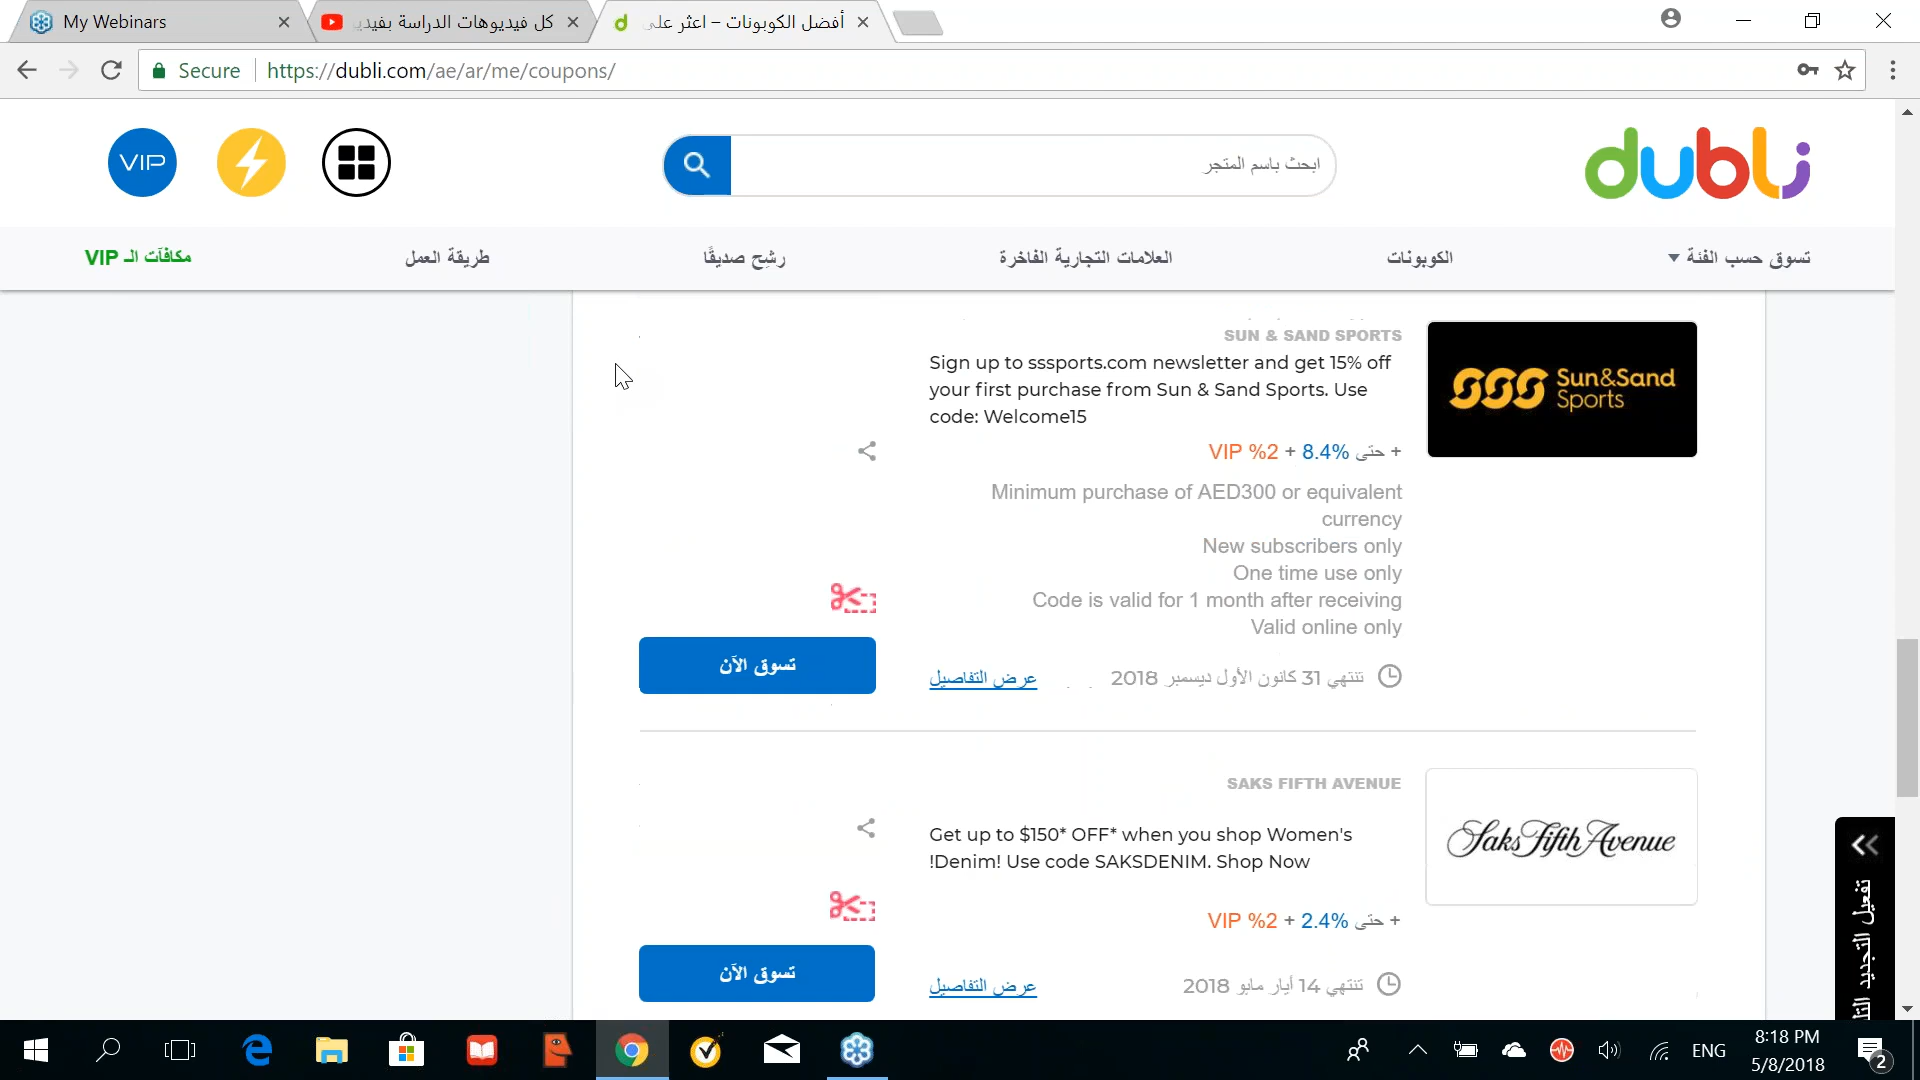 My Webinars
كل فيديوهات الدراسة بفيدي
أفضل الكوبونات – اعثر على
Secure
https://dubli.com/ae/ar/me/coupons/
VIP
ابحث باسم المتجر
dubli
تسوق حسب الفئة
الكوبونات
العلامات التجارية الفاخرة
رشِح صديقًا
طريقة العمل
مكافآت الـ VIP
SUN & SAND SPORTS
Sun&Sand
Sports
Sign up to sssports.com newsletter and get 15% off
your first purchase from Sun & Sand Sports. Use
code: Welcome15
+ حتى 8.4% + 2% VIP
Minimum purchase of AED300 or equivalent
currency
New subscribers only
One time use only
Code is valid for 1 month after receiving
Valid online only
تنتهي 31 كانون الأول ديسمبر 2018
عرض التفاصيل
تسوق الآن
SAKS FIFTH AVENUE
Saks Fifth Avenue
Get up to $150* OFF* when you shop Women's
!Denim! Use code SAKSDENIM. Shop Now
+ حتى 2.4% + 2% VIP
تنتهي 14 أيار مايو 2018
عرض التفاصيل
تسوق الآن
تفعيل التجديد
ENG
8:18 PM
5/8/2018
2